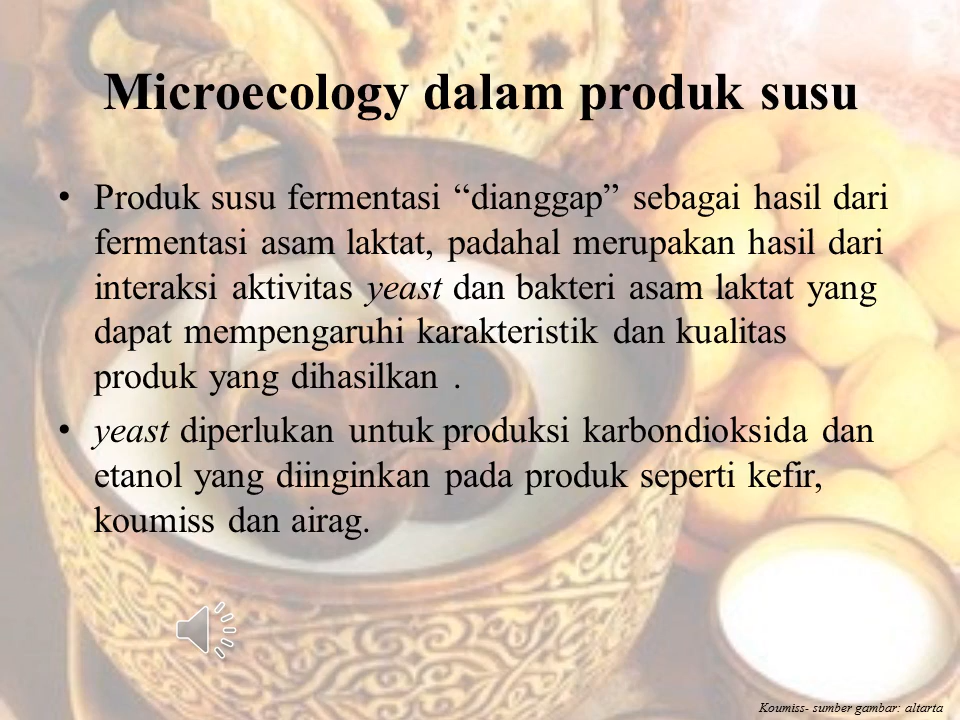 Microecology dalam produk susu
• Produk susu fermentasi “dianggap” sebagai hasil dari
fermentasi asam laktat, padahal merupakan hasil dari
interaksi aktivitas yeast dan bakteri asam laktat yang
dapat mempengaruhi karakteristik dan kualitas
produk yang dihasilkan .
• yeast diperlukan untuk produksi karbondioksida dan
etanol yang diinginkan pada produk seperti kefir,
koumiss dan airag.
Koumiss- sumber gambar: altarta